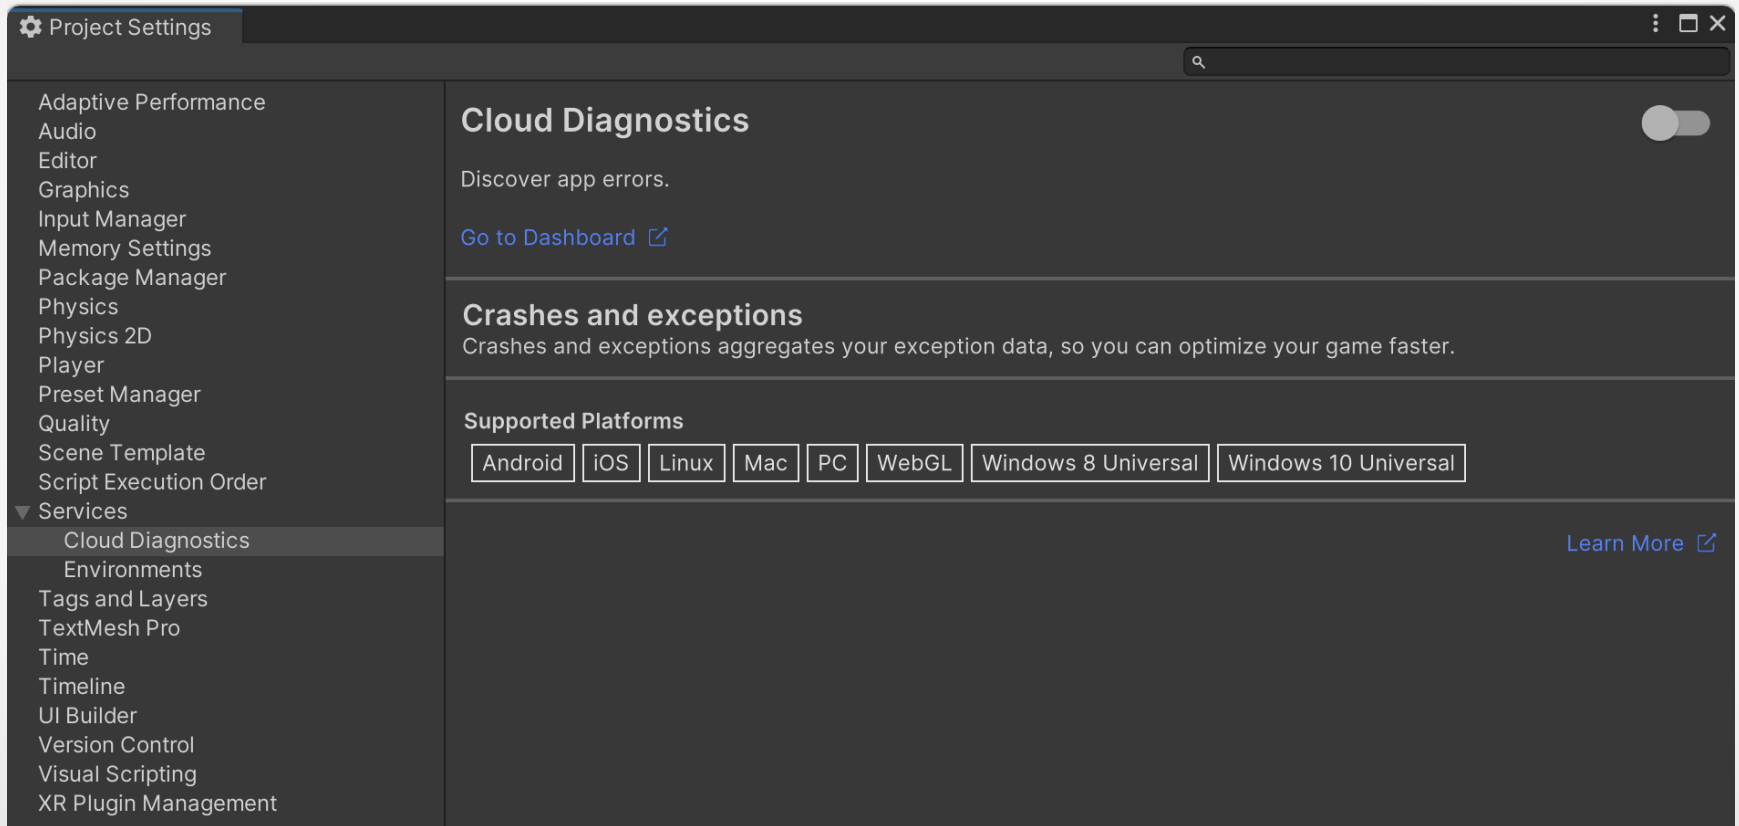 Project Settings
Adaptive Performance
Audio
Editor
Graphics
Input Manager
Memory Settings
Package Manager
Physics
Physics 2D
Player
Preset Manager
Quality
Scene Template
Script Execution Order
Services
Cloud Diagnostics
Environments
Tags and Layers
TextMesh Pro
Time
Timeline
UI Builder
Version Control
Visual Scripting
XR Plugin Management
Cloud Diagnostics
Discover app errors.
Go to Dashboard
Crashes and exceptions
Crashes and exceptions aggregates your exception data, so you can optimize your game faster.
Supported Platforms
Android iOS Linux Mac PC WebGL Windows 8 Universal Windows 10 Universal
Learn More